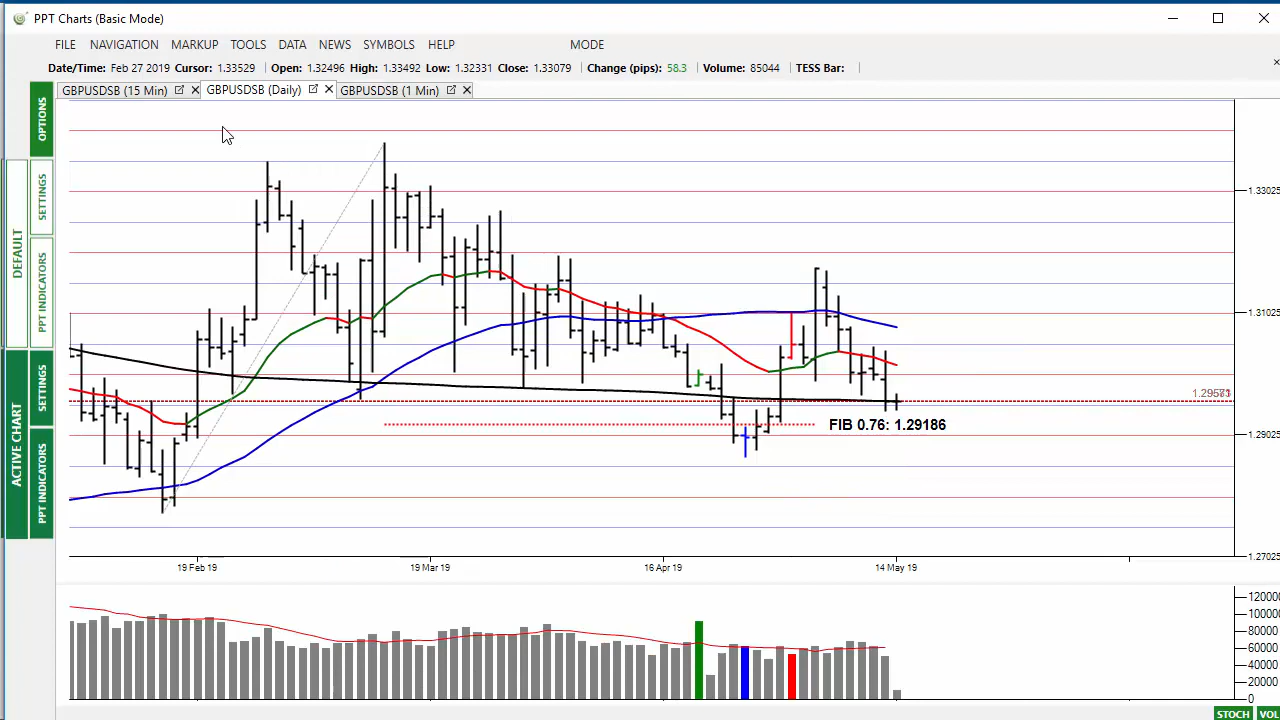 PPT Charts (Basic Mode)
FILE NAVIGATION MARKUP TOOLS DATA NEWS SYMBOLS HELP MODE
Date/Time: Feb 27 2019 Cursor: 1.33529 Open: 1.32496 High: 1.33492 Low: 1.32331 Close: 1.33079 Change (pips): 58.3 Volume: 85044 TESS Bar:
GBPUSDSB (15 Min) GBPUSDSB (Daily) GBPUSDSB (1 Min)
OPTIONS
DEFAULT
SETTINGS
PPT INDICATORS
ACTIVE CHART
SETTINGS
PPT INDICATORS
1.33025
1.31025
FIB 0.76: 1.29186
1.29025
1.27025
19 Feb 19 19 Mar 19 16 Apr 19 14 May 19
120000
100000
80000
60000
40000
20000
0
STOCH VOL